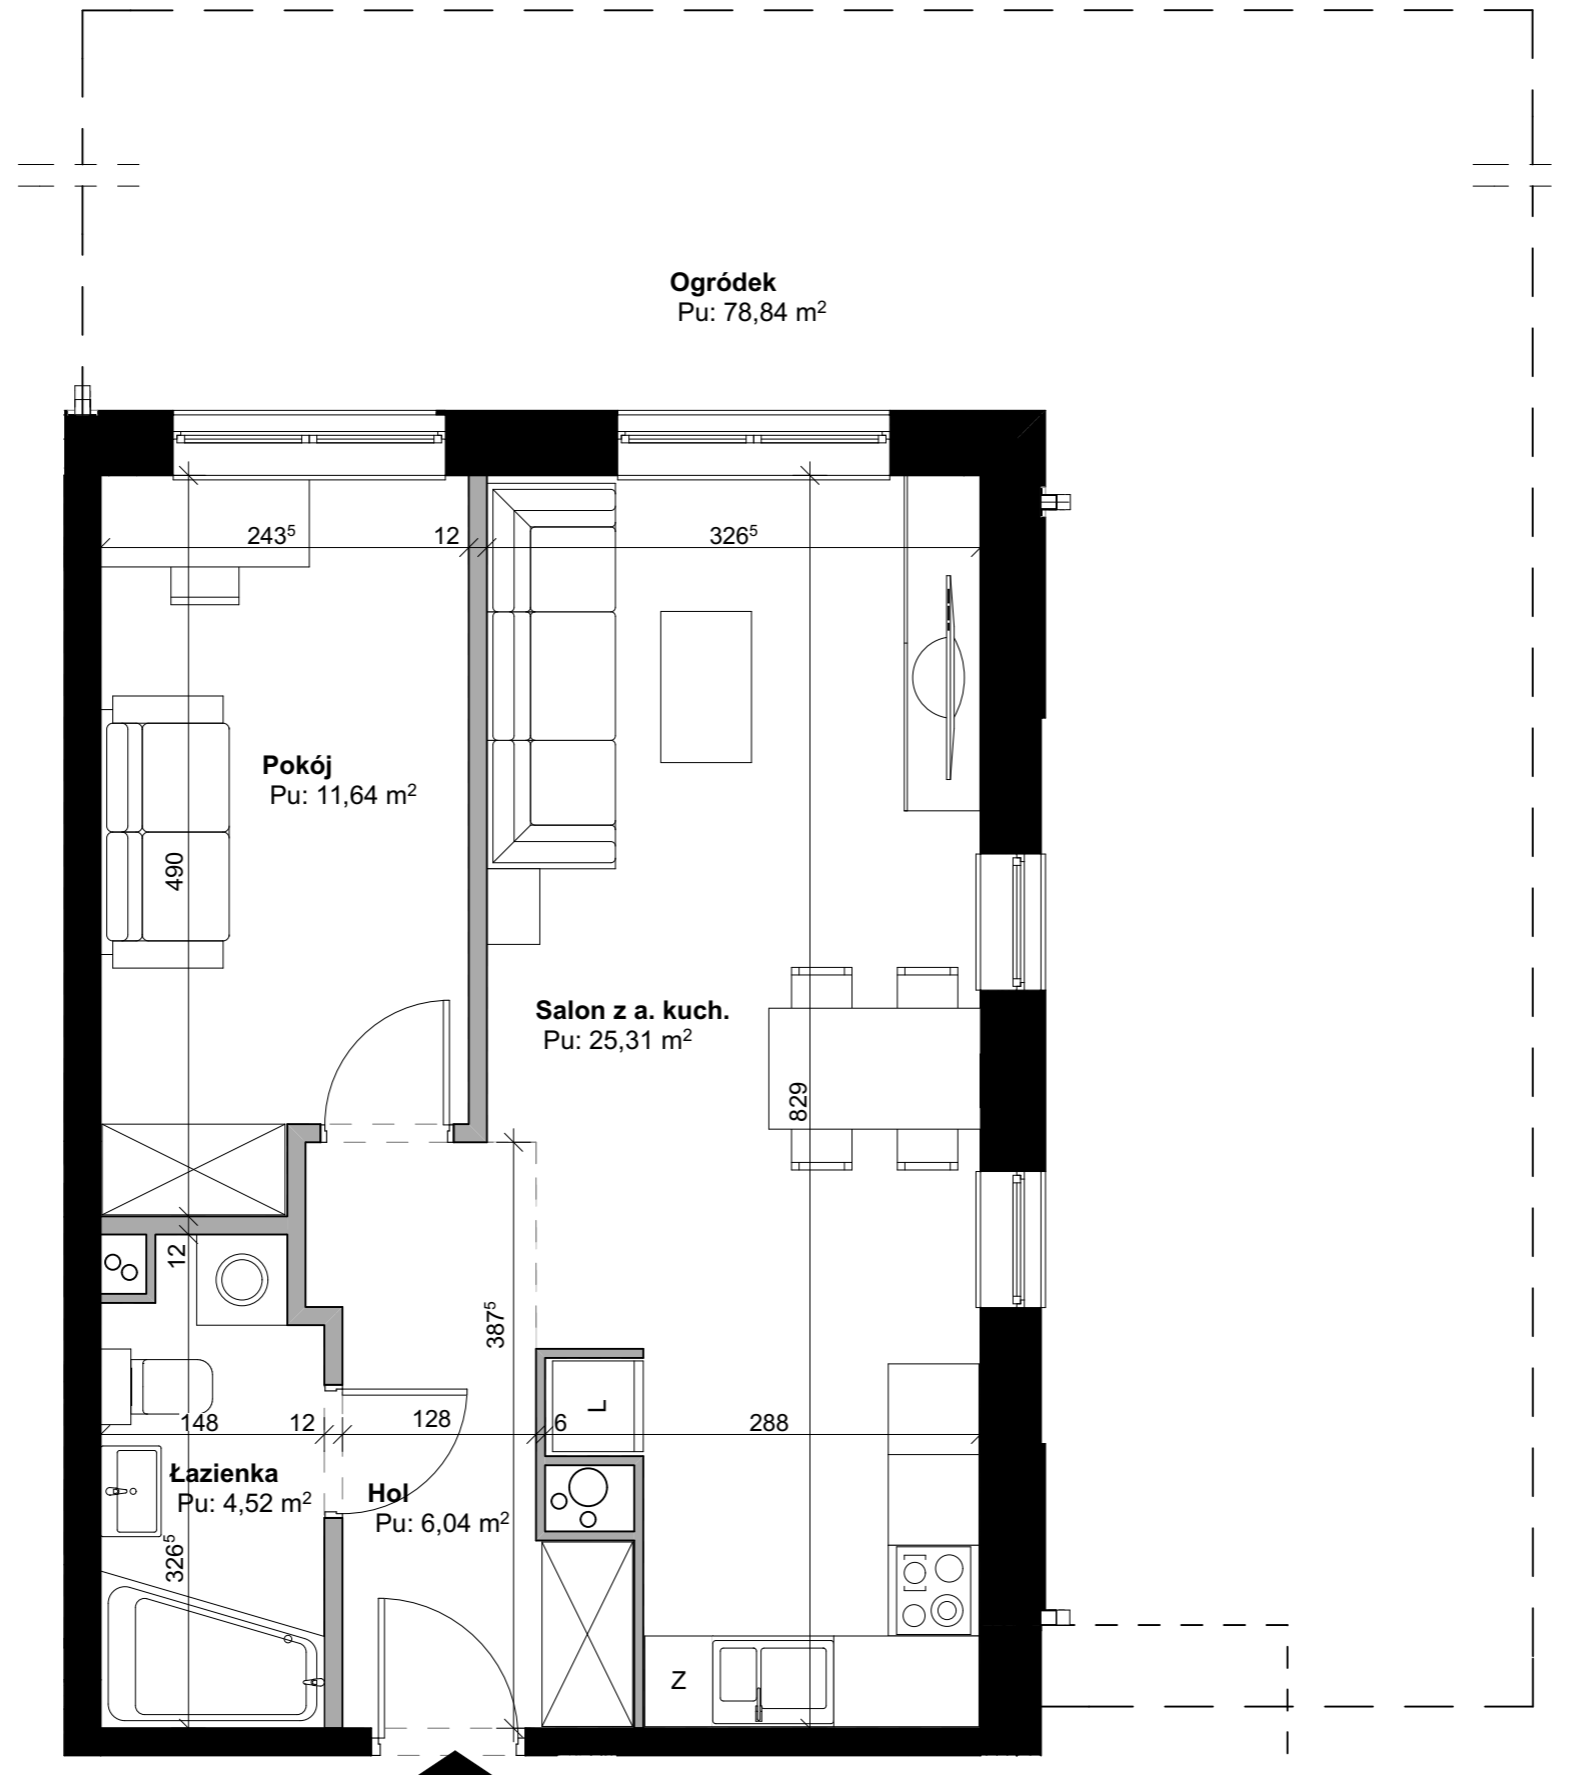 Ogródek
Pu: 78,84 m²
243⁵
12
326⁵
Pokój
Pu: 11,64 m²
490
Salon z a. kuch.
Pu: 25,31 m²
829
12
387⁵
148
12
128
6
L
288
Łazienka
Pu: 4,52 m²
Hol
Pu: 6,04 m²
326⁵
Z